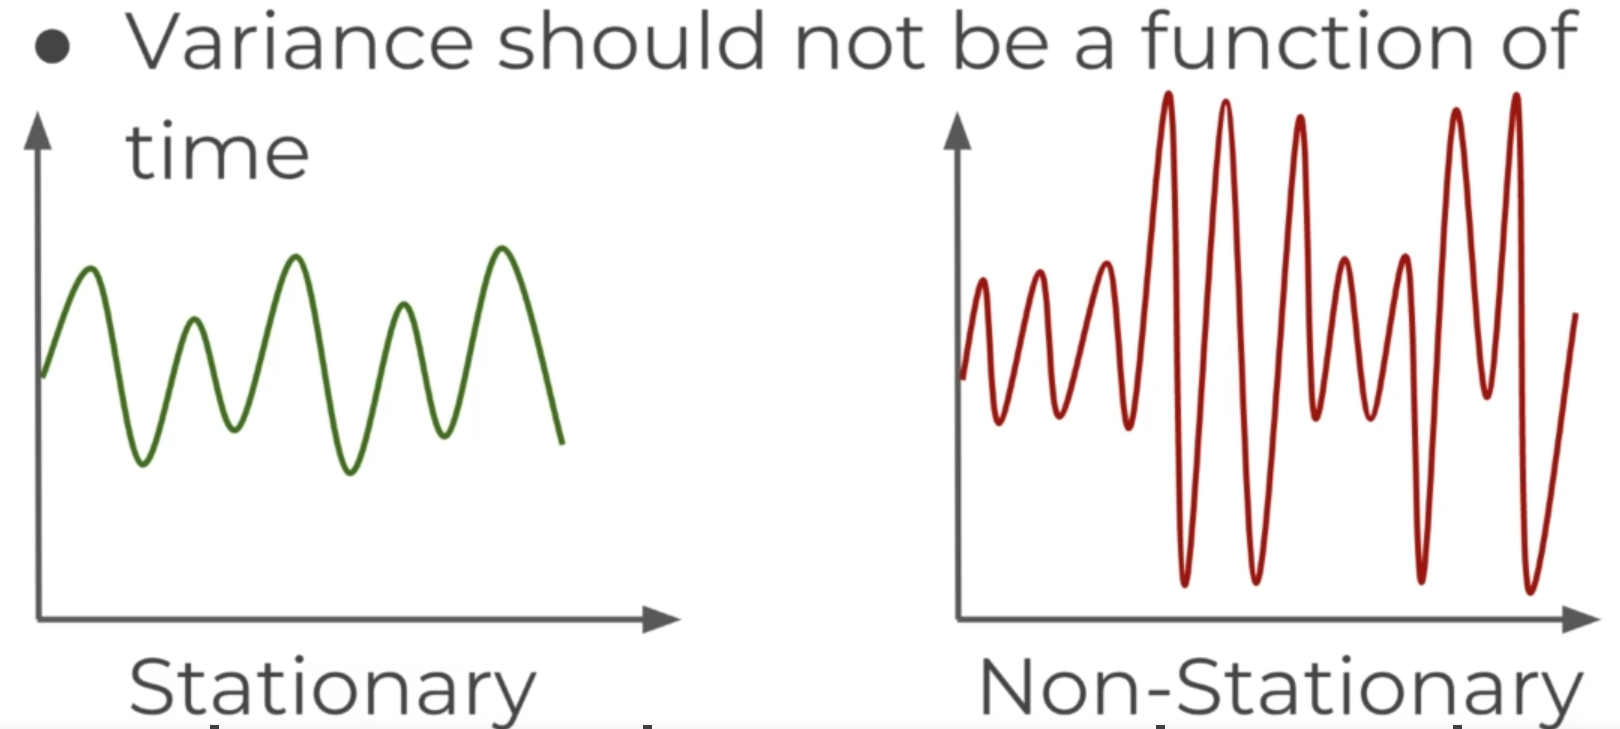 ● Variance should not be a function of
time
Stationary
Non-Stationary